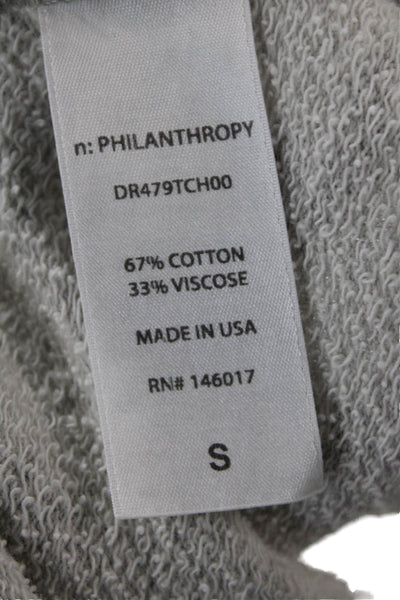 n: PHILANTHROPY
DR479TCH00
67% COTTON
33% VISCOSE
MADE IN USA
RN# 146017
S